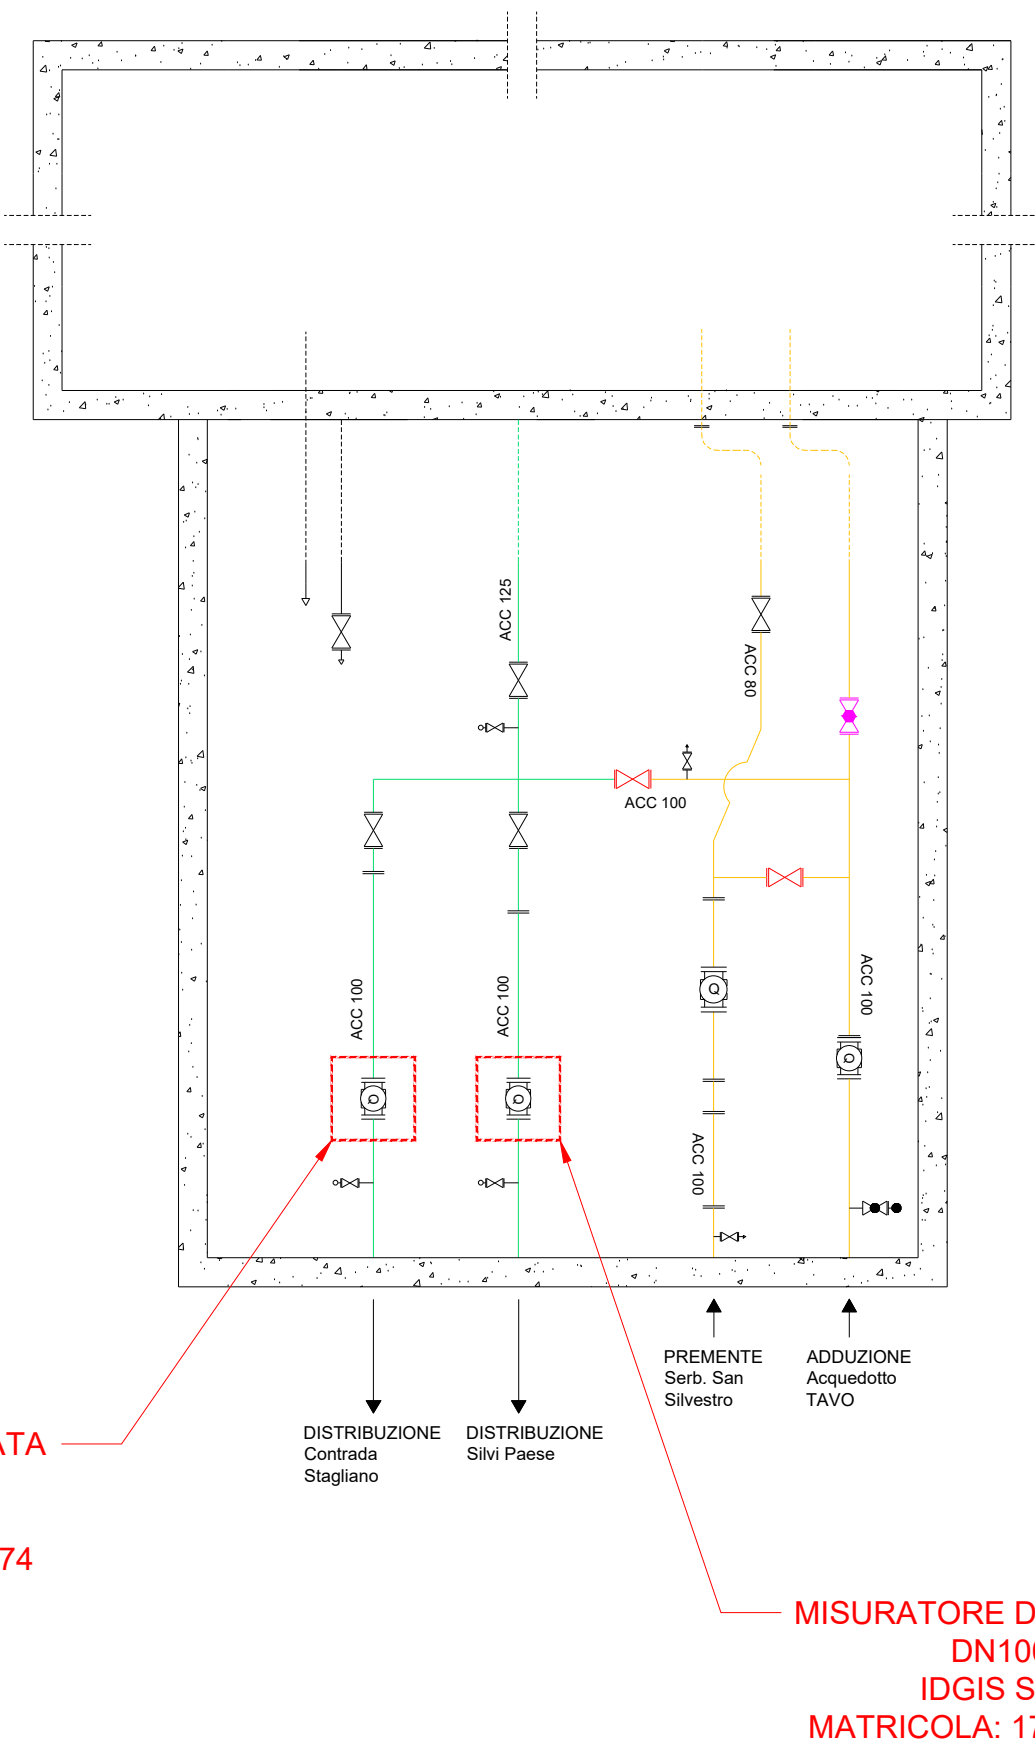 ACC 125
ACC 80
ACC 100
ACC 100
ACC 100
ACC 100
ACC 100
Q
Q
Q
Q
PREMENTE
Serb. San
Silvestro
ADDUZIONE
Acquedotto
TAVO
DISTRIBUZIONE
Contrada
Stagliano
DISTRIBUZIONE
Silvi Paese
ATA
74
MISURATORE D
DN100
IDGIS S
MATRICOLA: 17